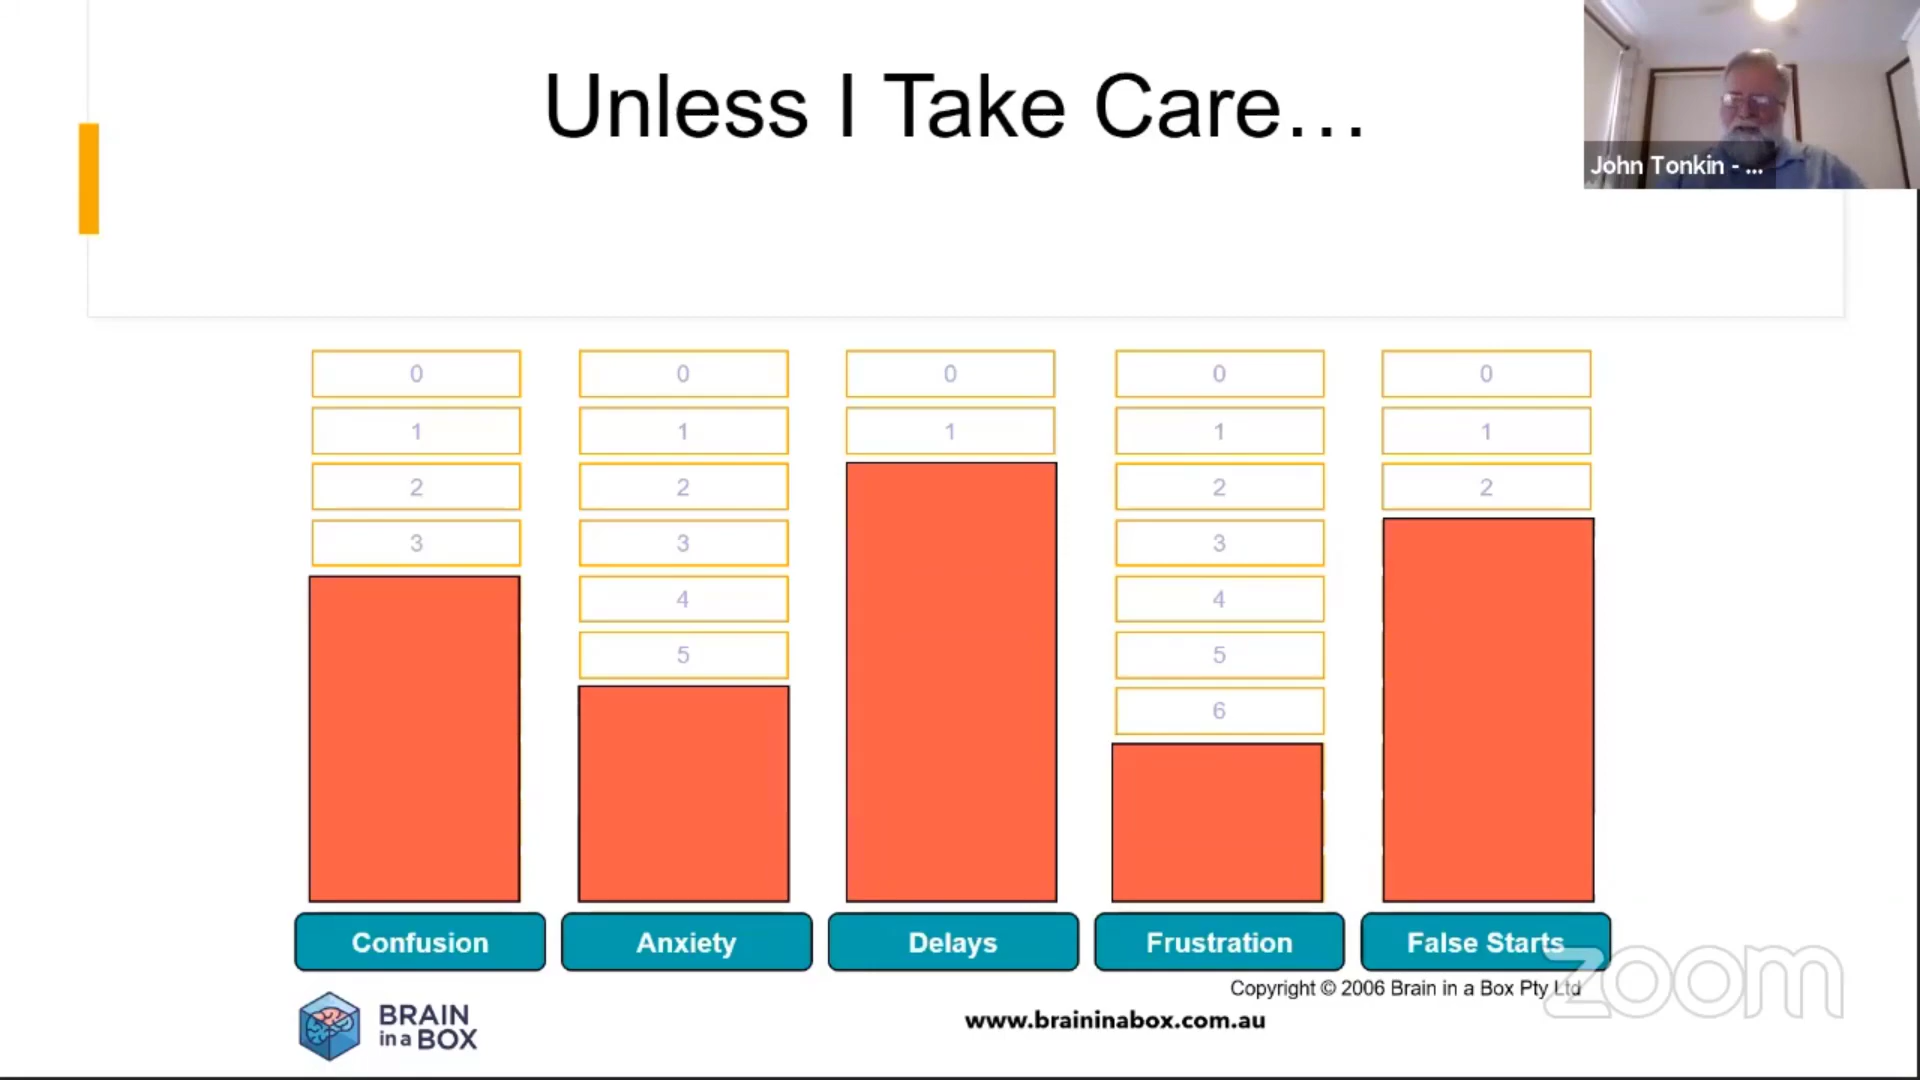 Unless I Take Care...
John Tonkin - ...
0 0 0 0 0
1 1 1 1 1
2 2 2 2
3 3 3
4 4
5 5
6
Confusion Anxiety Delays Frustration False Starts
Copyright © 2006 Brain in a Box Pty Ltd
zoom
BRAIN
in a BOX
www.braininabox.com.au